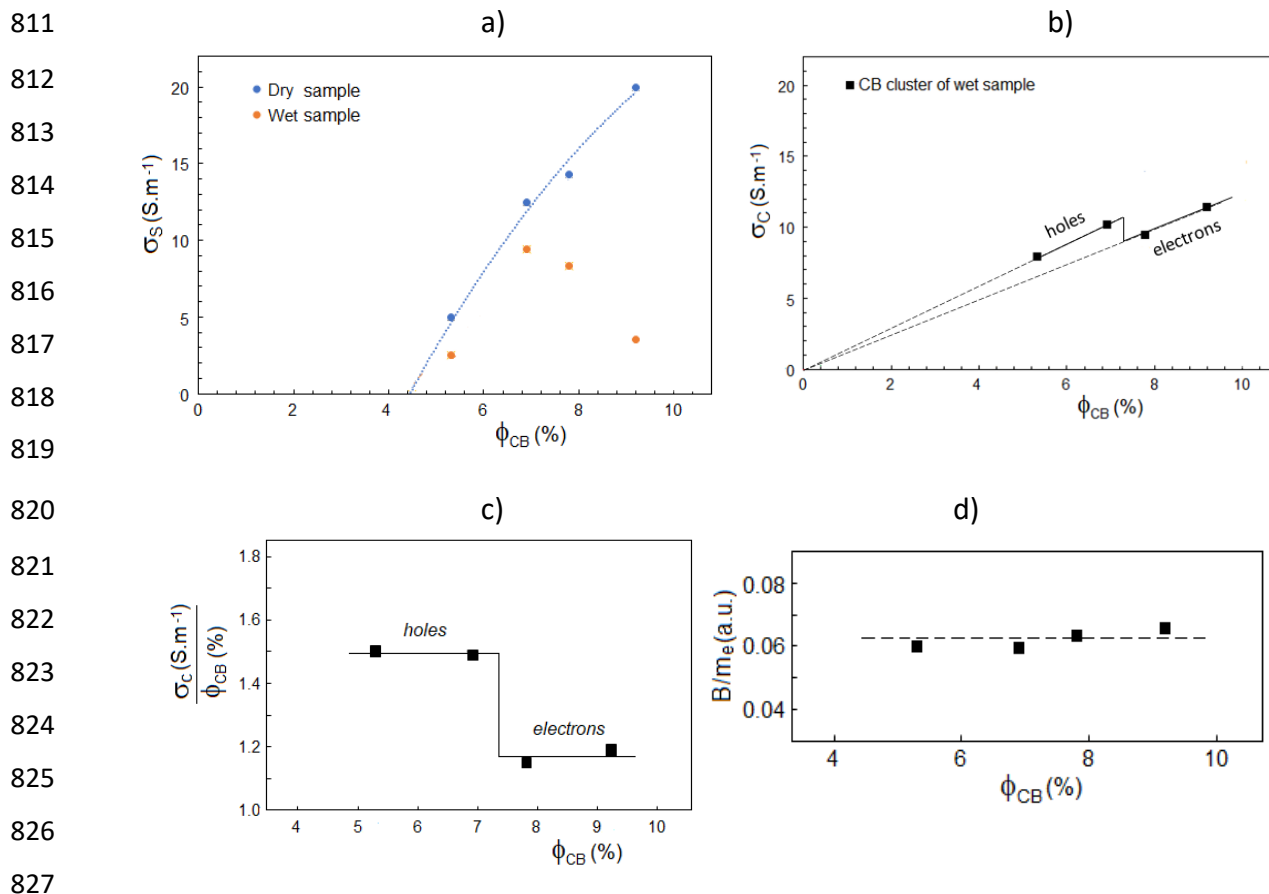 811
a)
b)
812
813
814
815
816
817
818
819
Dry sample
Wet sample
20
15
10
5
0
σS (S.m-1)
0 2 4 6 8 10
ϕCB (%)
CB cluster of wet sample
20
15
10
5
0
σC (S.m-1)
holes
electrons
0 2 4 6 8 10
ϕCB (%)
820
c)
d)
821
822
823
824
825
826
827
1.8
1.6
1.4
1.2
1.0
σc (S.m-1)
ϕCB (%)
holes
electrons
4 5 6 7 8 9 10
ϕCB (%)
0.08
0.06
0.04
B/me (a.u.)
4 6 8 10
ϕCB (%)